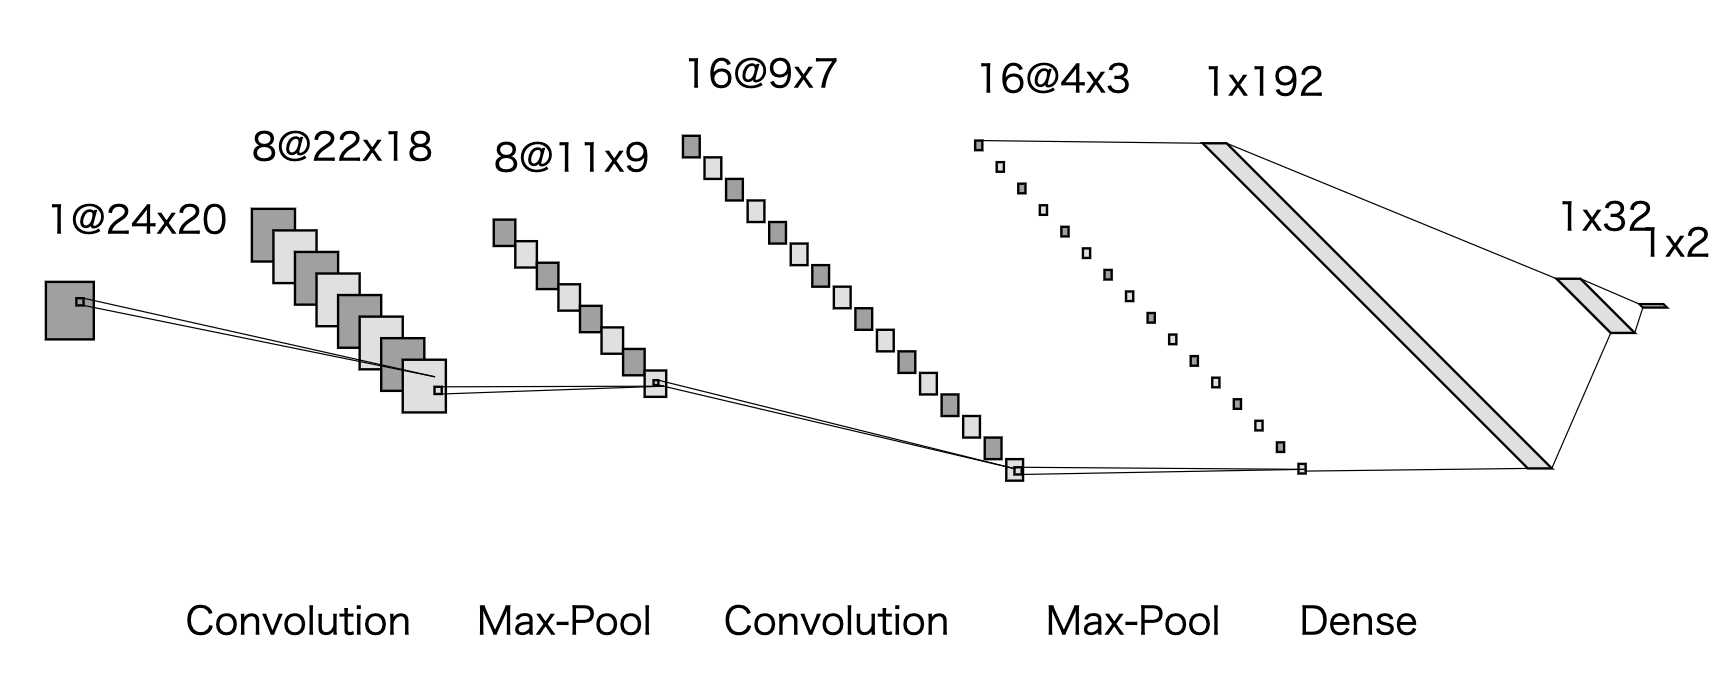 1@24x20
8@22x18
8@11x9
16@9x7
16@4x3
1x192
1x32
1x2
Convolution
Max-Pool
Convolution
Max-Pool
Dense